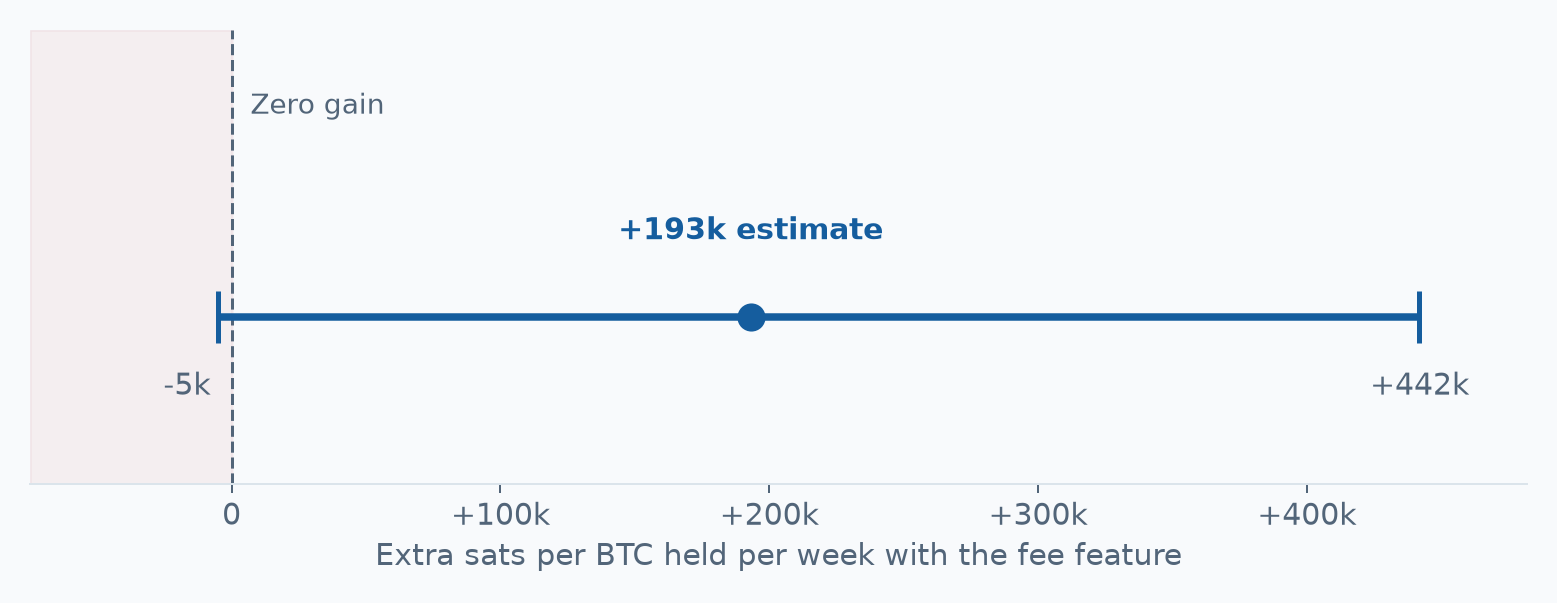 Zero gain
+193k estimate
-5k
+442k
0
+100k
+200k
+300k
+400k
Extra sats per BTC held per week with the fee feature